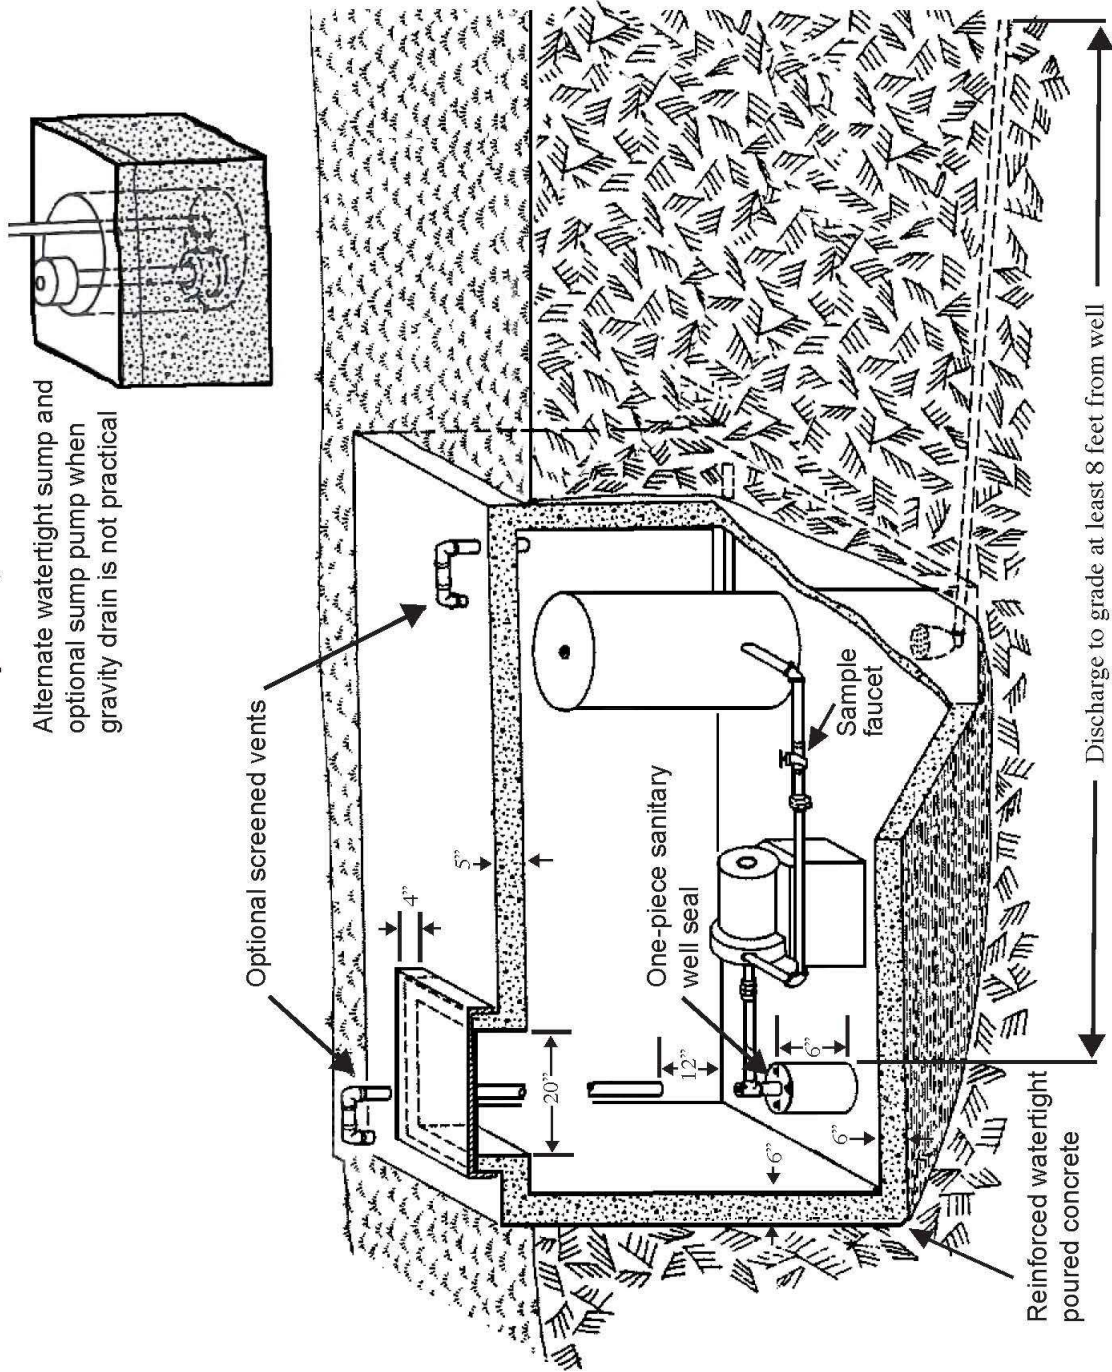 Alternate watertight sump and
optional sump pump when
gravity drain is not practical
Optional screened vents
4”
5”
20”
12”
One-piece sanitary
well seal
6”
6”
6”
Sample
faucet
Reinforced watertight
poured concrete
Discharge to grade at least 8 feet from well